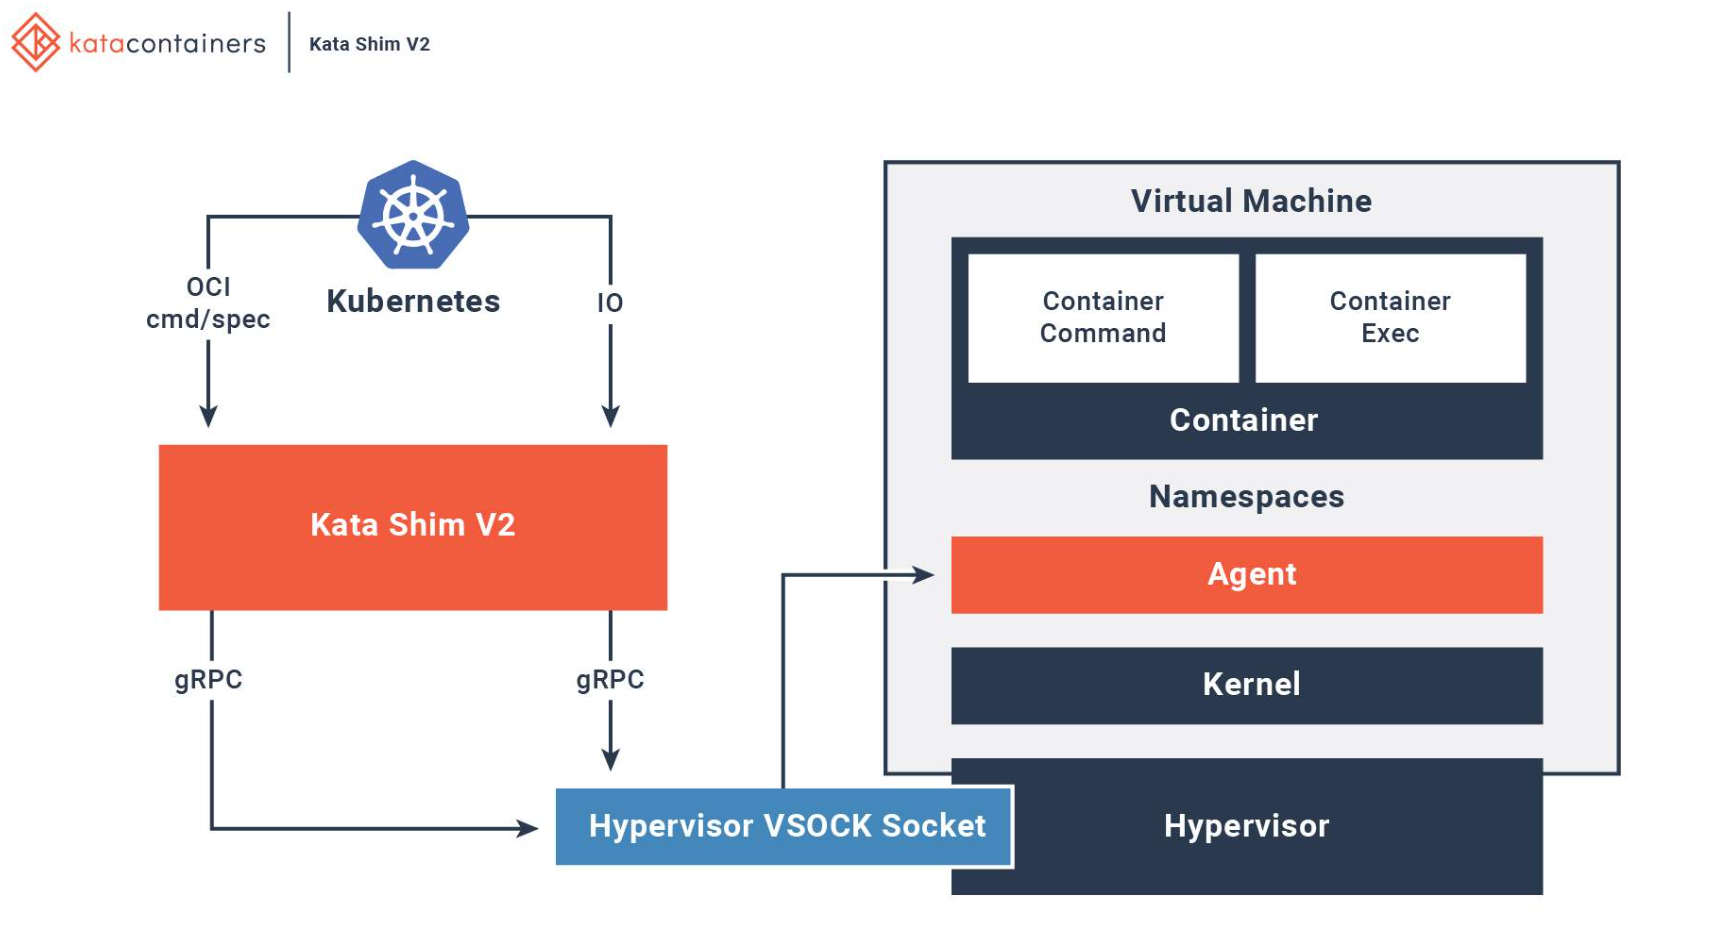 katacontainers
Kata Shim V2
Kubernetes
OCI
cmd/spec
IO
Kata Shim V2
gRPC
gRPC
Hypervisor VSOCK Socket
Virtual Machine
Container
Command
Container
Exec
Container
Namespaces
Agent
Kernel
Hypervisor